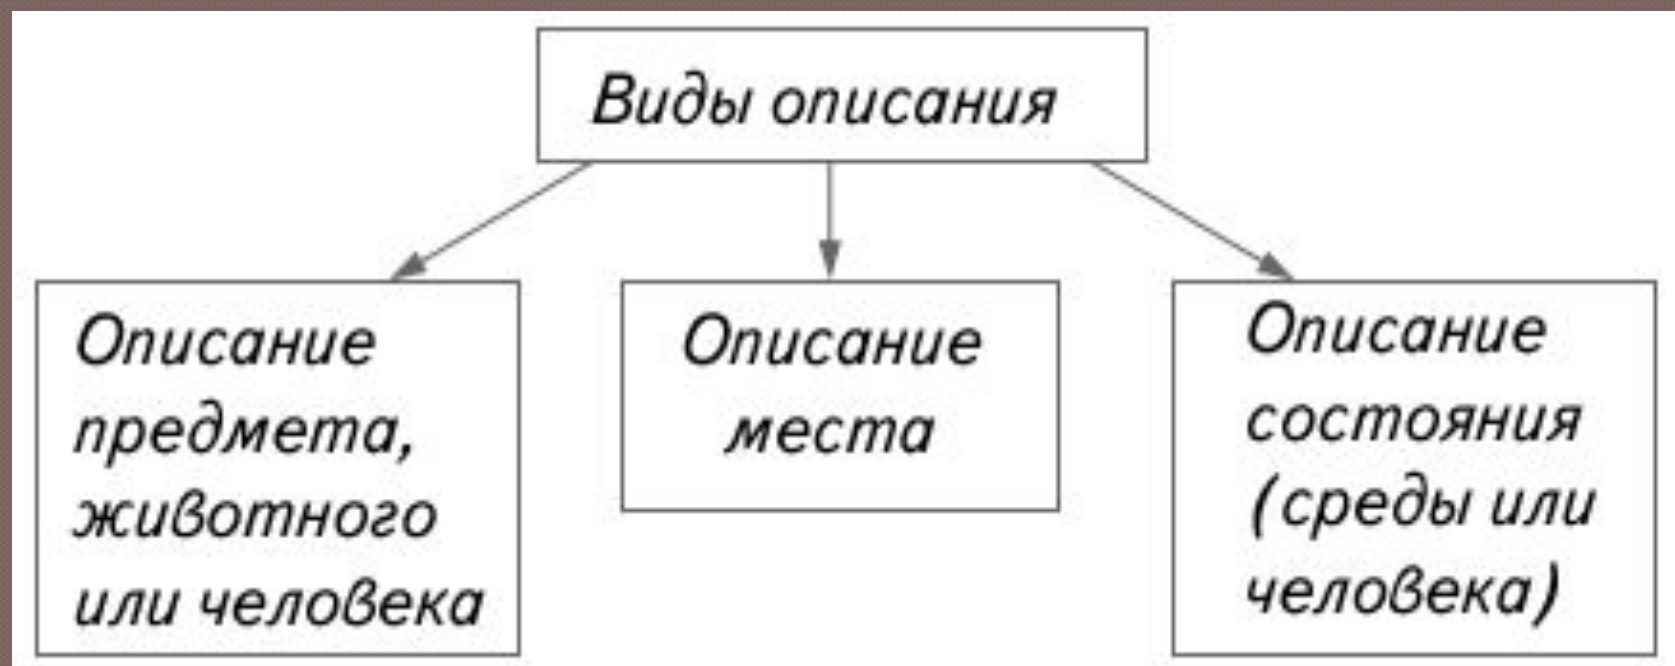 Виды описания
Описание
предмета,
животного
или человека
Описание
места
Описание
состояния
(среды или
человека)